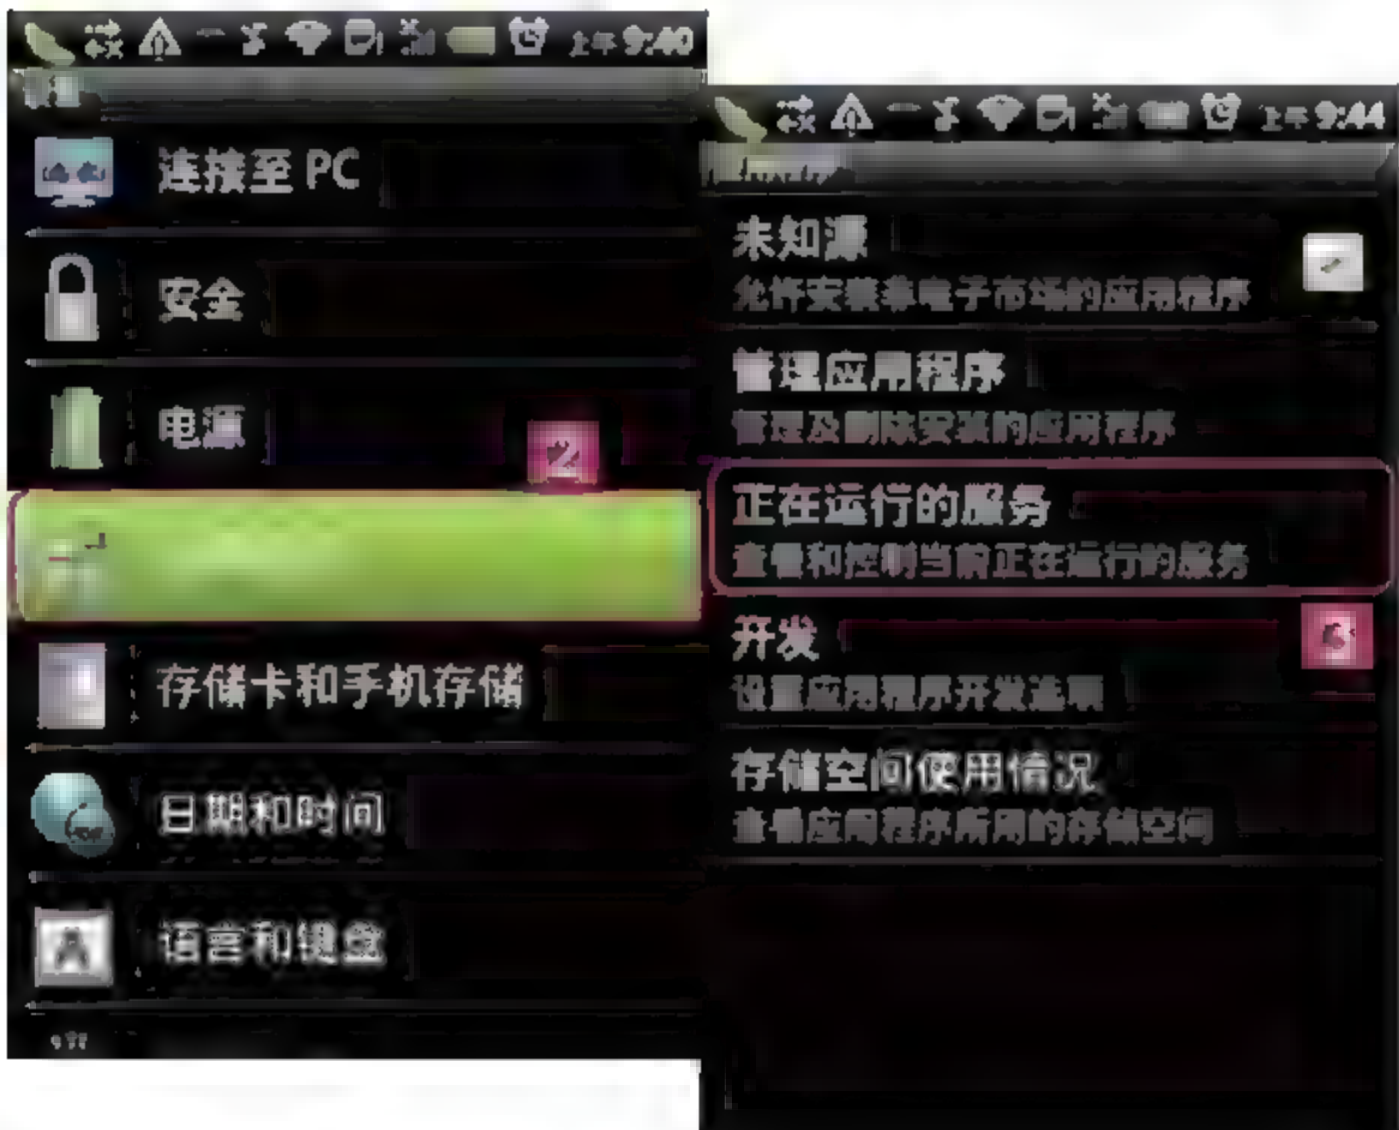 上午 9:40
连接至 PC
安全
电源
2
存储卡和手机存储
日期和时间
语言和键盘
上午 9:44
未知源
允许安装非电子市场的应用程序
管理应用程序
管理及删除安装的应用程序
正在运行的服务
查看和控制当前正在运行的服务
开发
设置应用程序开发选项
存储空间使用情况
查看应用程序所用的存储空间